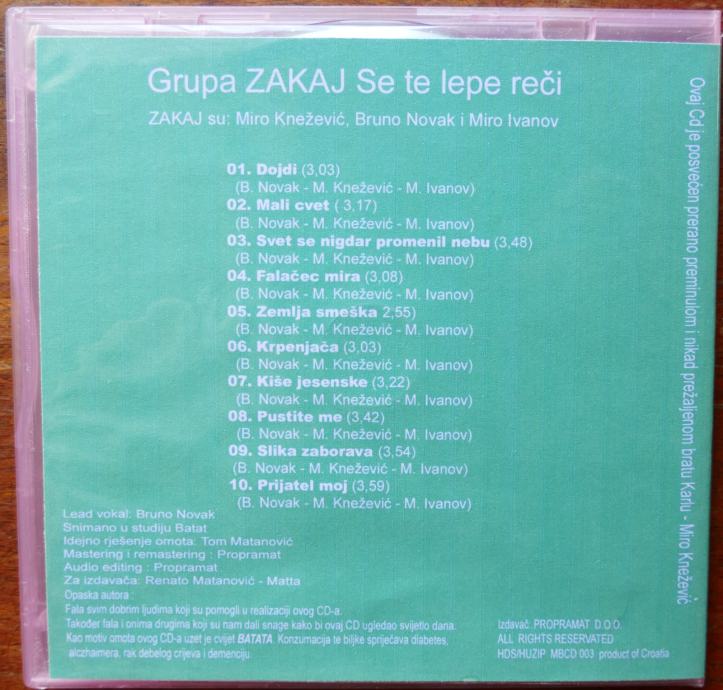 Grupa ZAKAJ Se te lepe reči
ZAKAJ su: Miro Knežević, Bruno Novak i Miro Ivanov
01. Dojdi (3,03)
(B. Novak - M. Knežević - M. Ivanov)
02. Mali cvet ( 3,17)
(B. Novak - M. Knežević - M. Ivanov)
03. Svet se nigdar promenil nebu (3,48)
(B. Novak - M. Knežević - M. Ivanov)
04. Falačec mira (3,08)
(B. Novak - M. Knežević - M. Ivanov)
05. Zemlja smeška 2,55)
(B. Novak - M. Knežević - M. Ivanov)
06. Krpenjača (3,03)
(B. Novak - M. Knežević - M. Ivanov)
07. Kiše jesenske (3,22)
(B. Novak - M. Knežević - M. Ivanov)
08. Pustite me (3,42)
(B. Novak - M. Knežević - M. Ivanov)
09. Slika zaborava (3,54)
(B. Novak - M. Knežević - M. Ivanov)
10. Prijatel moj (3,59)
(B. Novak - M. Knežević - M. Ivanov)
Lead vokal: Bruno Novak
Snimano u studiju Batat
Idejno rješenje omota: Tom Matanović
Mastering i remastering : Propramat
Audio editing : Propramat
Za izdavača: Renato Matanović - Matta
Opaska autora :
Fala svim dobrim ljudima koji su pomogli u realizaciji ovog CD-a.
Također fala i onima drugima koji su nam dali snage kako bi ovaj CD ugledao svijetlo dana.
Kao motiv omota ovog CD-a uzet je cvijet BATATA. Konzumacija te biljke spriječava diabetes,
alczhaimera, rak debelog crijeva i demenciju.
Izdavač: PROPRAMAT D.O.O.
ALL RIGHTS RESERVATED
HDS/HUZIP MBCD 003 product of Croatia
Ovaj Cd je posvećen prerano preminulom i nikad prežaljenom bratu Karlu - Miro Knežević